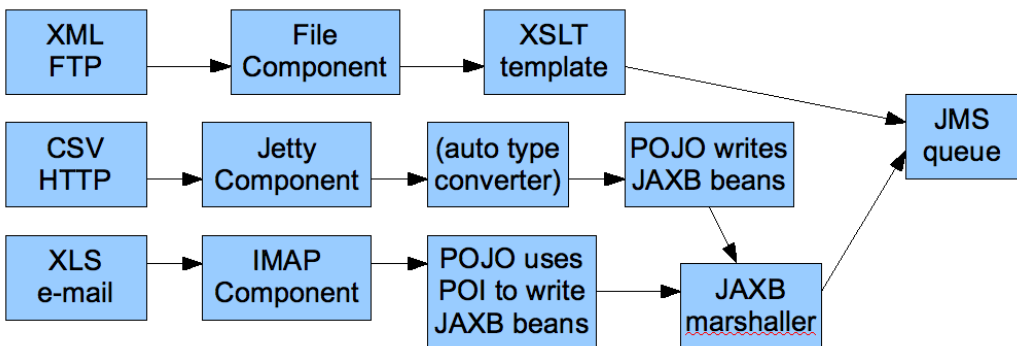 XML
FTP
File
Component
XSLT
template
JMS
queue
CSV
HTTP
Jetty
Component
(auto type
converter)
POJO writes
JAXB beans
XLS
e-mail
IMAP
Component
POJO uses
POI to write
JAXB beans
JAXB
marshaller